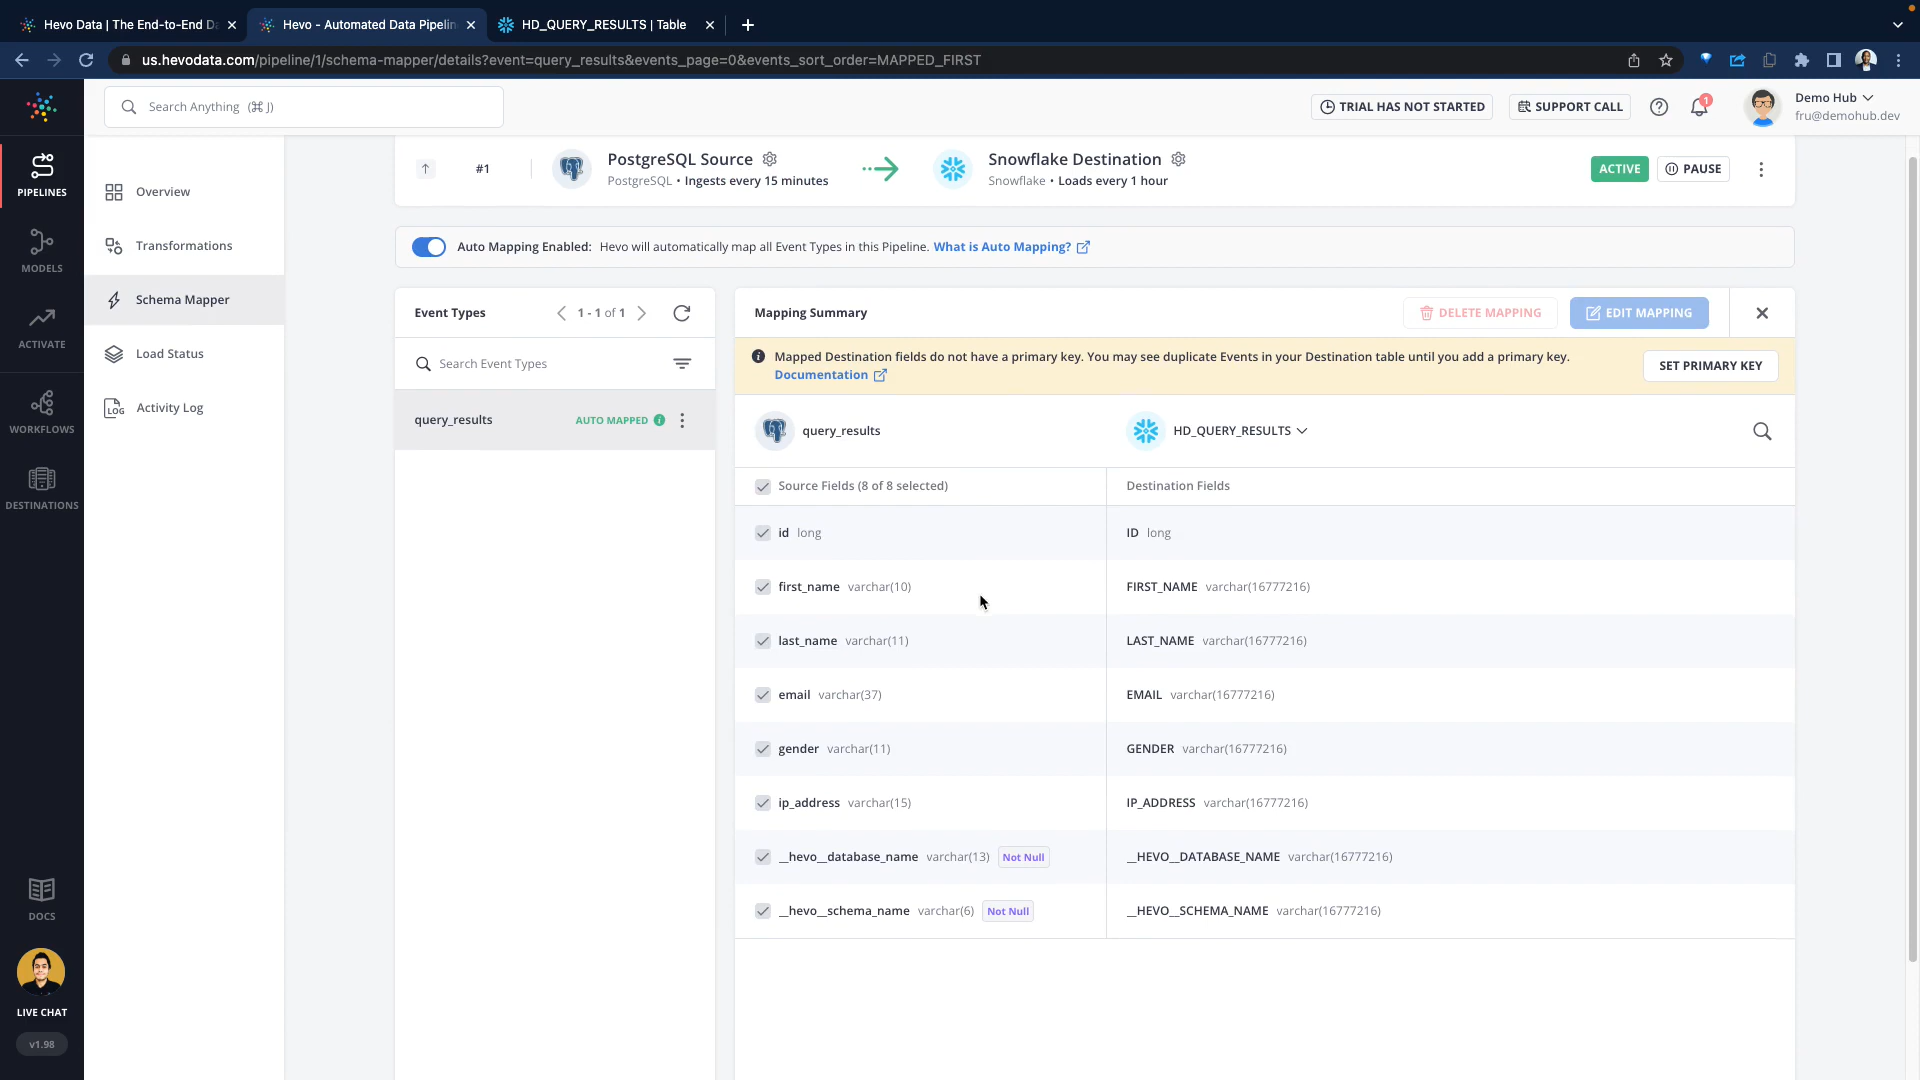 Hevo Data | The End-to-End Da
Hevo - Automated Data Pipelin
HD_QUERY_RESULTS | Table
us.hevodata.com/pipeline/1/schema-mapper/details?event=query_results&events_page=0&events_sort_order=MAPPED_FIRST
Search Anything (⌘ J)
TRIAL HAS NOT STARTED
SUPPORT CALL
1
Demo Hub
fru@demohub.dev
PIPELINES
MODELS
ACTIVATE
WORKFLOWS
DESTINATIONS
DOCS
LIVE CHAT
v1.98
Overview
Transformations
Schema Mapper
Load Status
LOG
Activity Log
#1
PostgreSQL Source
PostgreSQL • Ingests every 15 minutes
Snowflake Destination
Snowflake • Loads every 1 hour
ACTIVE
PAUSE
Auto Mapping Enabled: Hevo will automatically map all Event Types in this Pipeline. What is Auto Mapping?
Event Types
1 - 1 of 1
Search Event Types
query_results
AUTO MAPPED
Mapping Summary
DELETE MAPPING
EDIT MAPPING
Mapped Destination fields do not have a primary key. You may see duplicate Events in your Destination table until you add a primary key.
Documentation
SET PRIMARY KEY
query_results
HD_QUERY_RESULTS
Source Fields (8 of 8 selected)
Destination Fields
id long
ID long
first_name varchar(10)
FIRST_NAME varchar(16777216)
last_name varchar(11)
LAST_NAME varchar(16777216)
email varchar(37)
EMAIL varchar(16777216)
gender varchar(11)
GENDER varchar(16777216)
ip_address varchar(15)
IP_ADDRESS varchar(16777216)
__hevo__database_name varchar(13) Not Null
__HEVO__DATABASE_NAME varchar(16777216)
__hevo__schema_name varchar(6) Not Null
__HEVO__SCHEMA_NAME varchar(16777216)